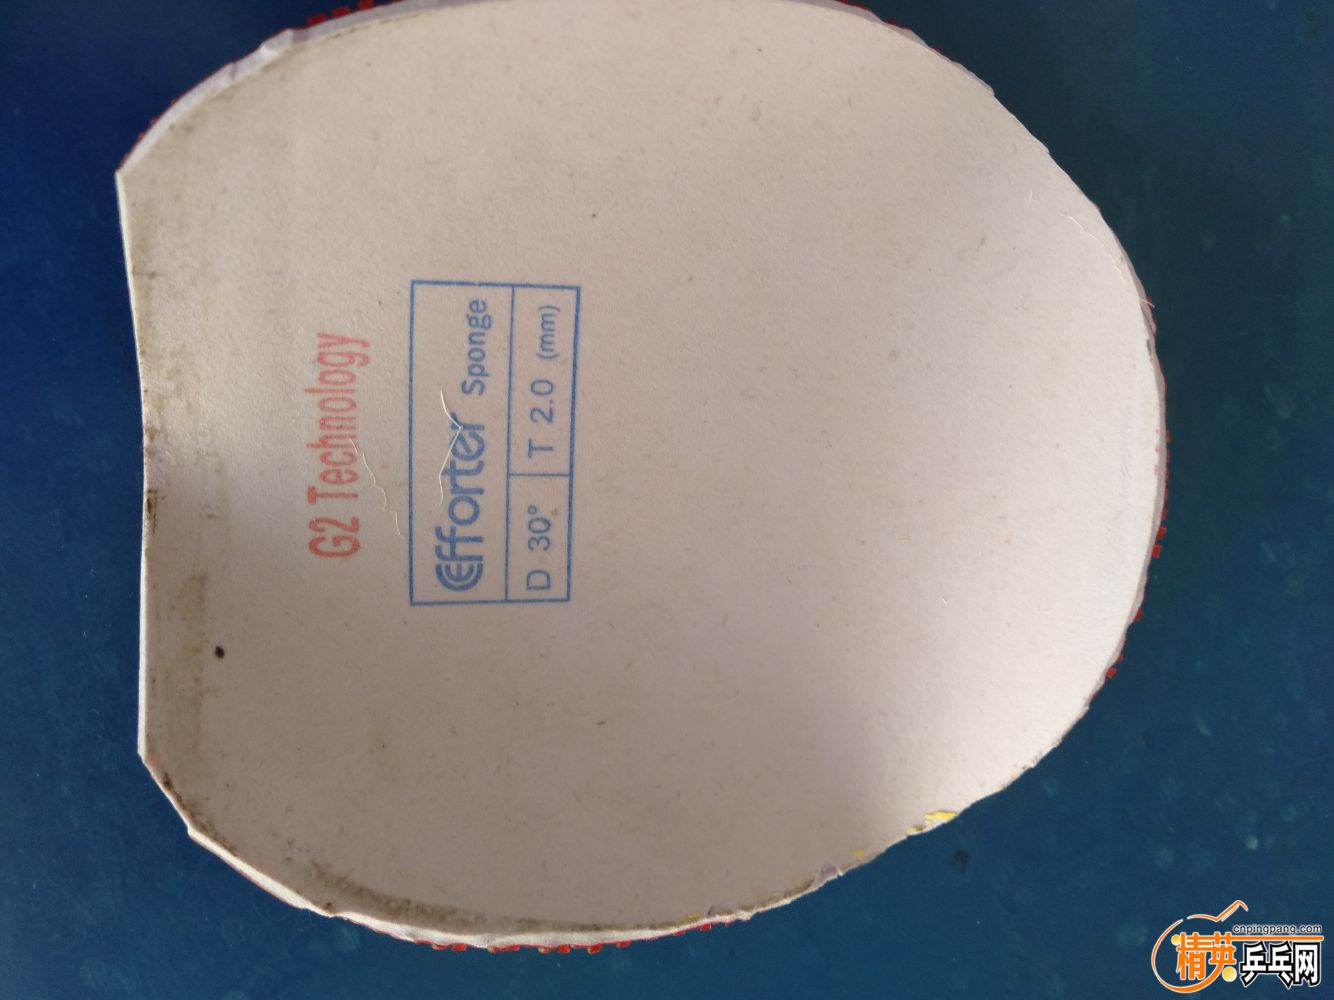 G2 Technology
Efforter Sponge
D 30° T 2.0 (mm)
cnpingpang.com
精英乒乓网